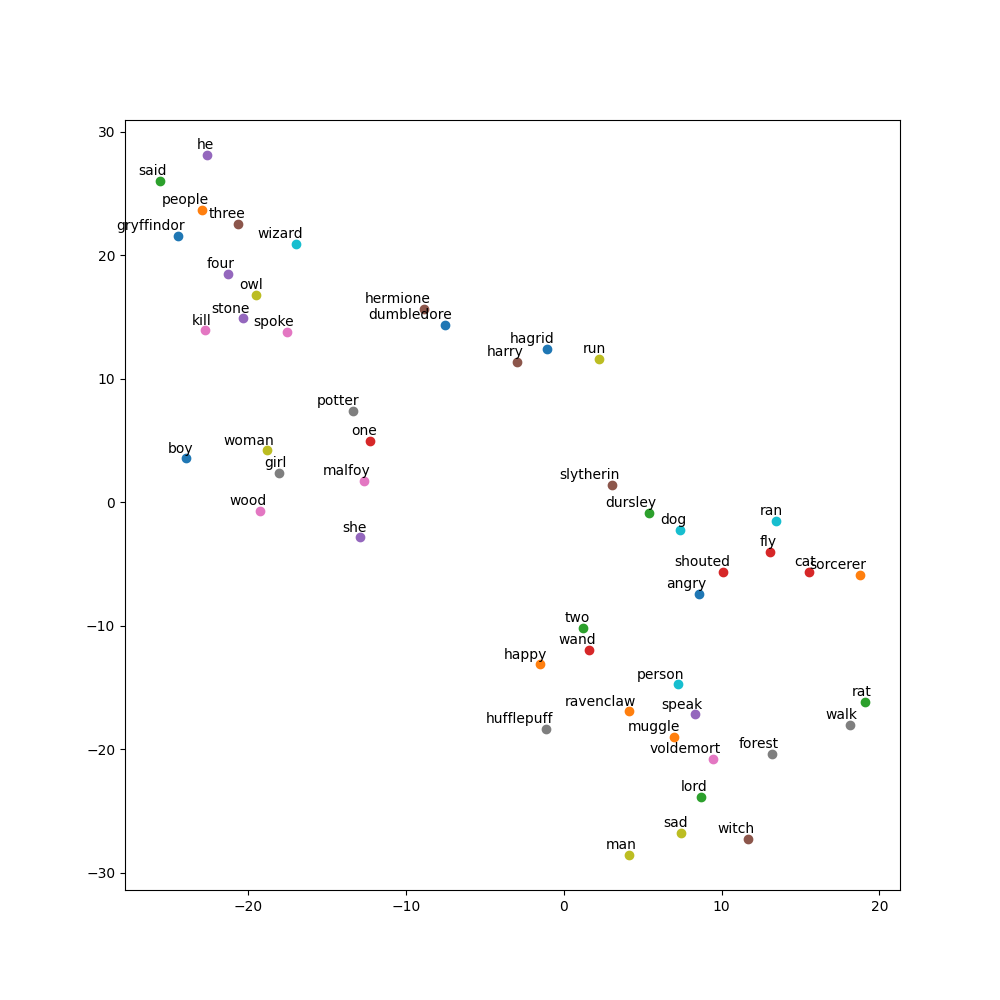 30
he
said
people
three
gryffindor
wizard
20
four
owl
hermione
stone
dumbledore
kill
spoke
hagrid
run
harry
10
potter
one
woman
boy
girl
malfoy
slytherin
wood
dursley
0
ran
dog
she
fly
shouted
cat
sorcerer
angry
two
-10
wand
happy
person
rat
ravenclaw
speak
walk
hufflepuff
muggle
forest
voldemort
−20
lord
sad
witch
man
−30
−20
−10
0
10
20